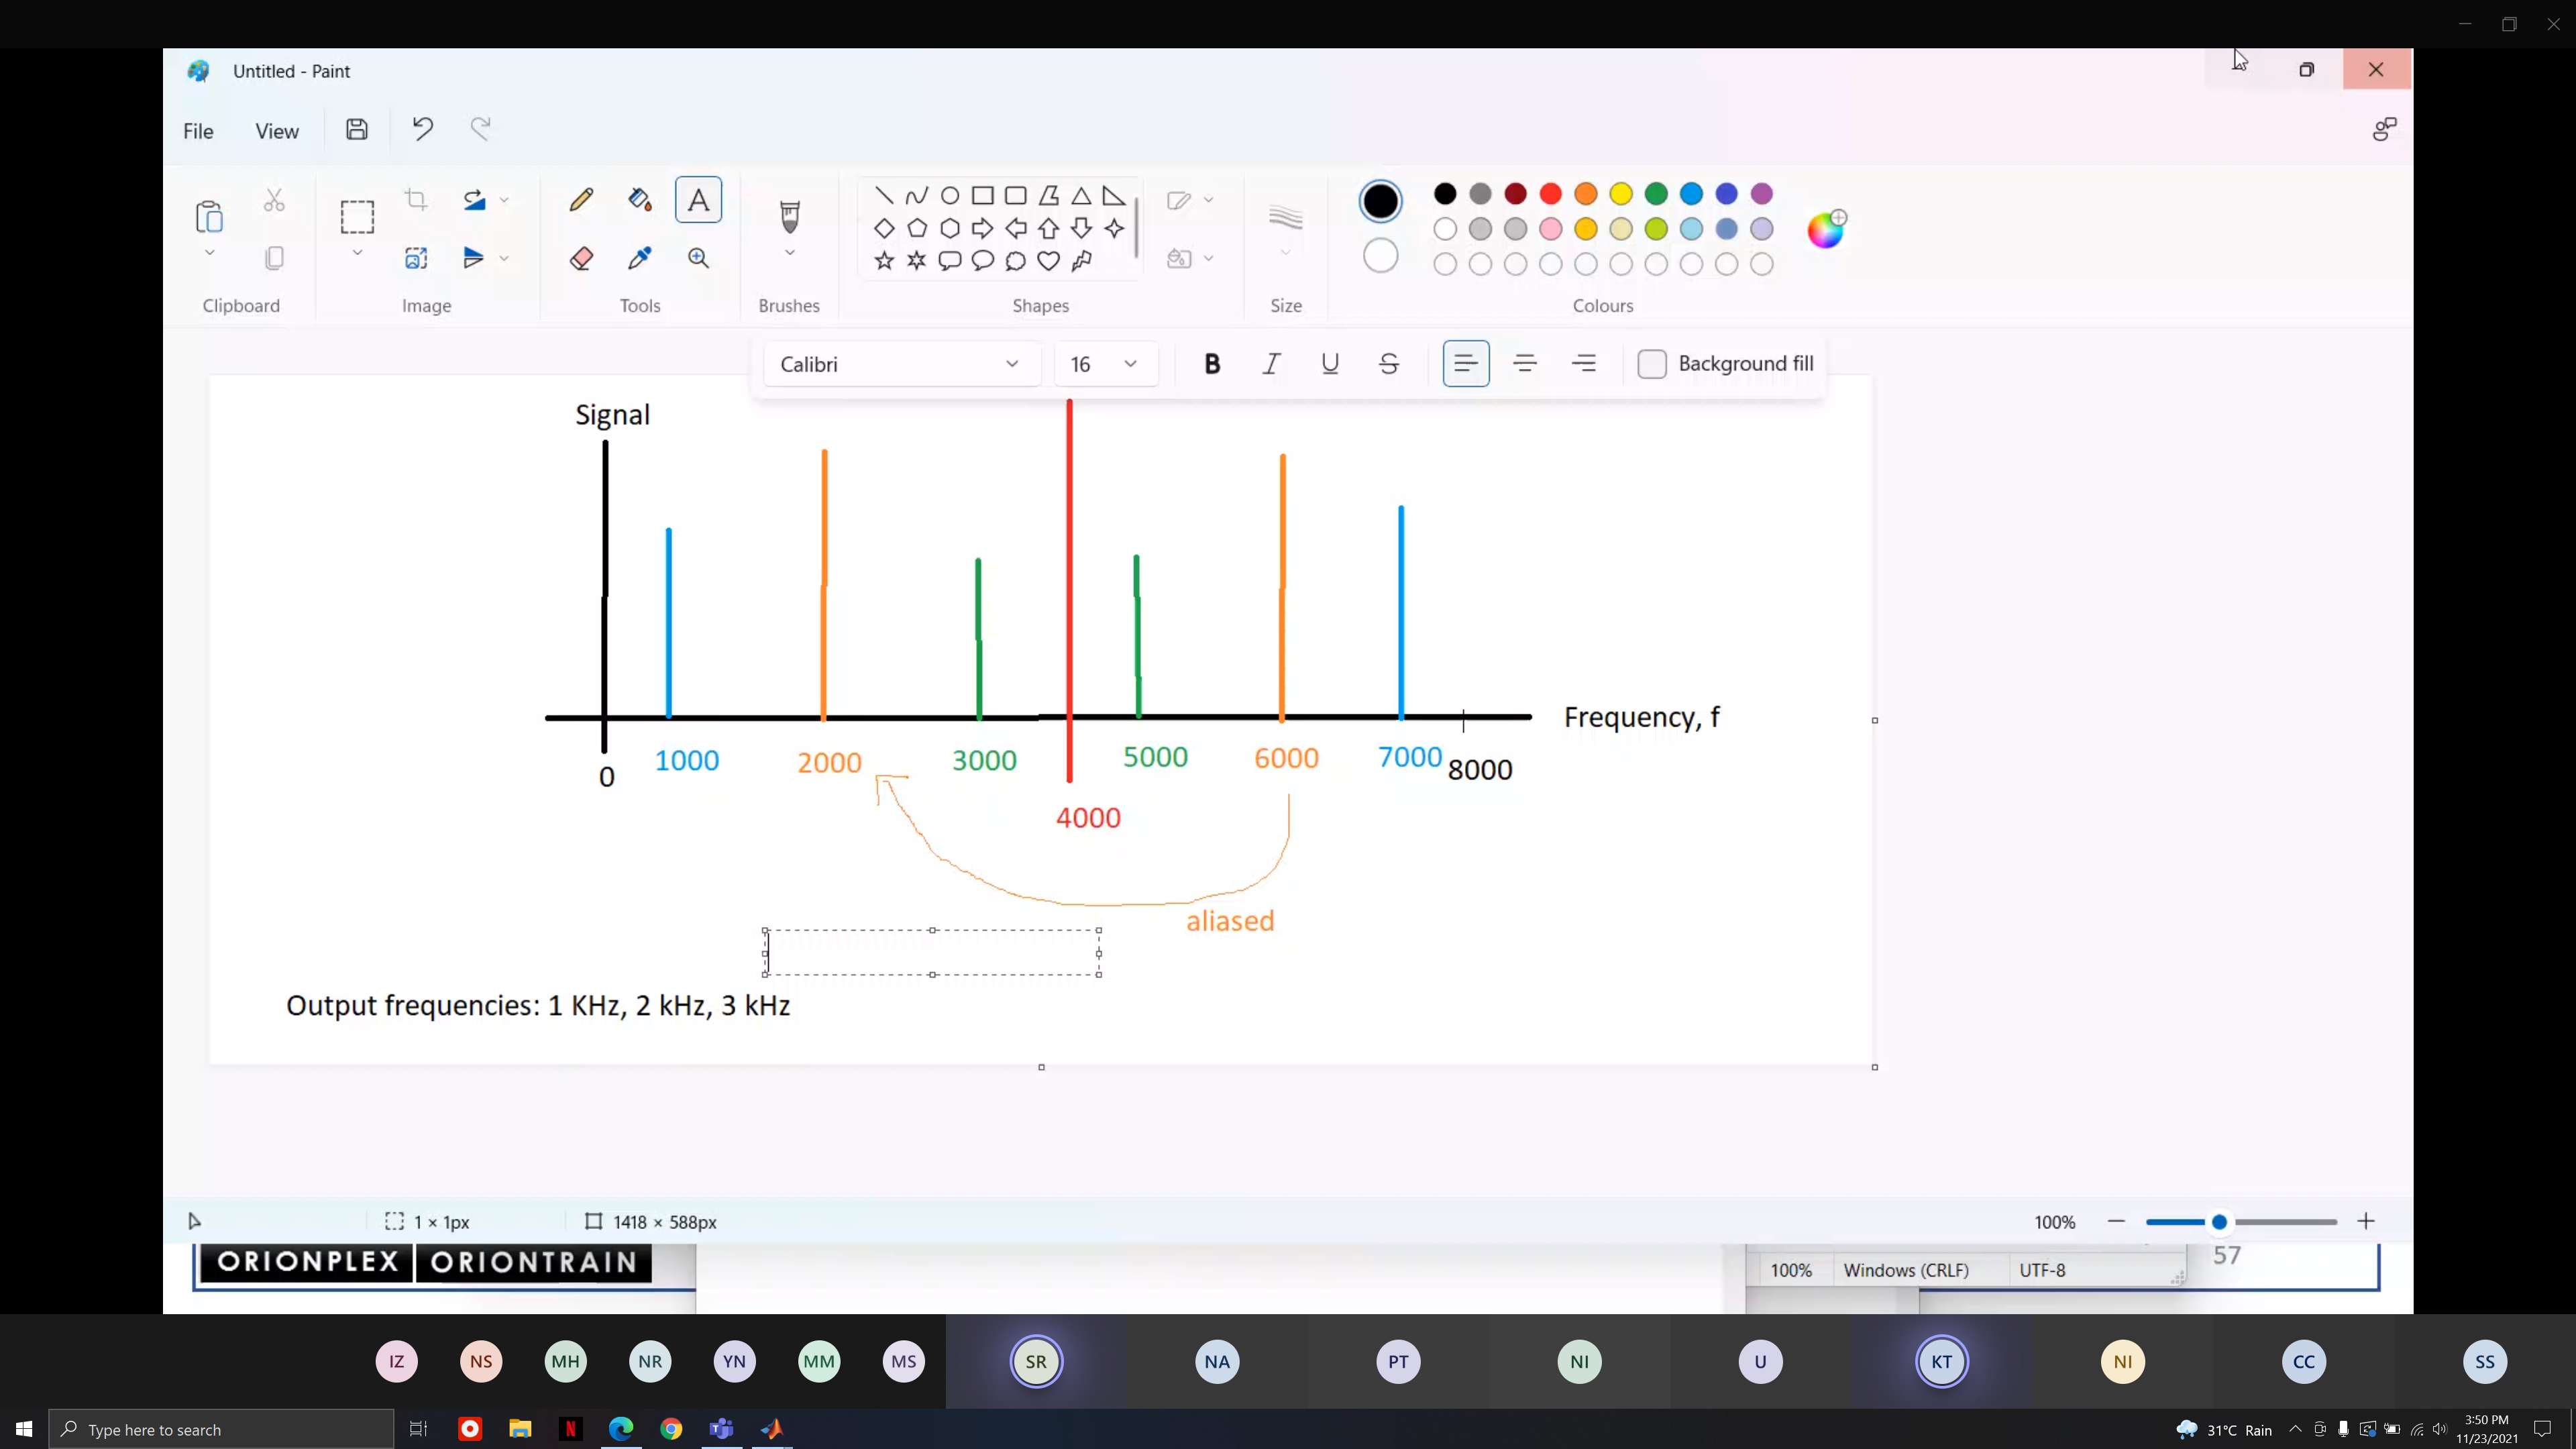 Untitled - Paint
File
View
Clipboard
Image
Tools
Brushes
Shapes
Size
Colours
A
Calibri
16
B
I
U
S
Background fill
Signal
Frequency, f
0
1000
2000
3000
4000
5000
6000
7000
8000
aliased
Output frequencies: 1 KHz, 2 kHz, 3 kHz
1 × 1px
1418 × 588px
100%
ORIONPLEX
ORIONTRAIN
100%
Windows (CRLF)
UTF-8
57
IZ
NS
MH
NR
YN
MM
MS
SR
NA
PT
NI
U
KT
NI
CC
SS
Type here to search
N
31°C Rain
3:50 PM
11/23/2021